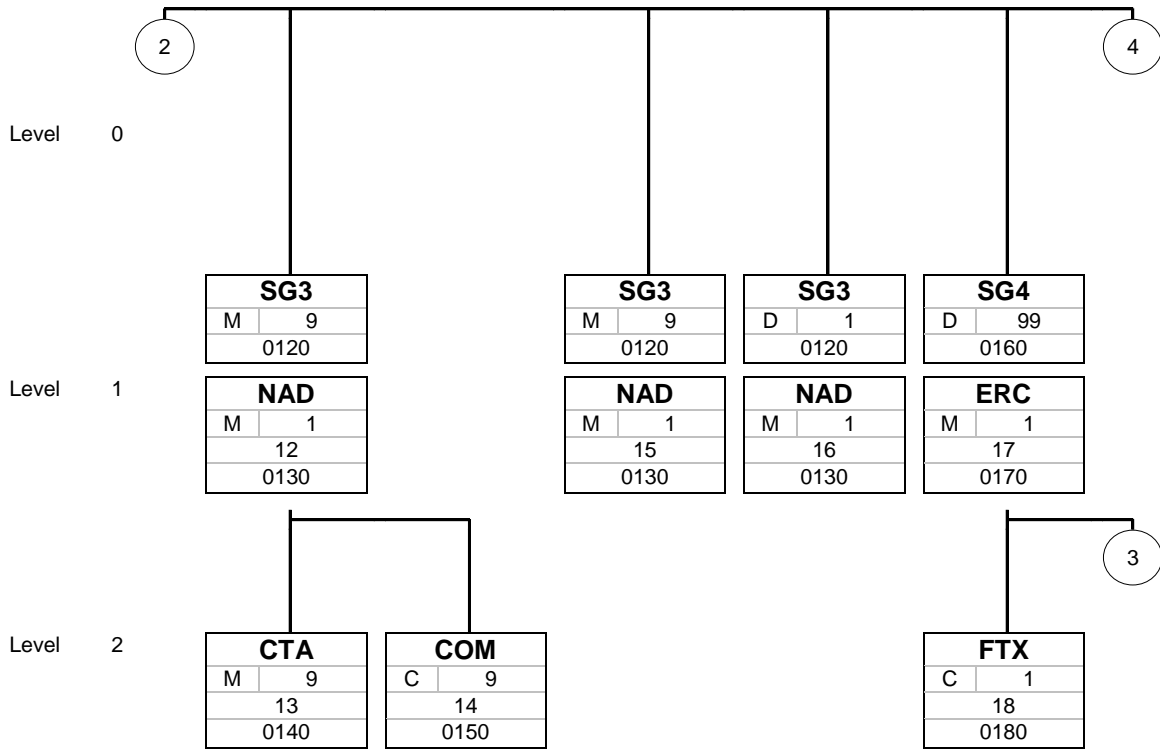 2 4
Level 0
SG3 SG3 SG3 SG4
M 9 M 9 D 1 D 99
0120 0120 0120 0160
Level 1
NAD NAD NAD ERC
M 1 M 1 M 1 M 1
12 15 16 17
0130 0130 0130 0170
3
Level 2
CTA COM FTX
M 9 C 9 C 1
13 14 18
0140 0150 0180